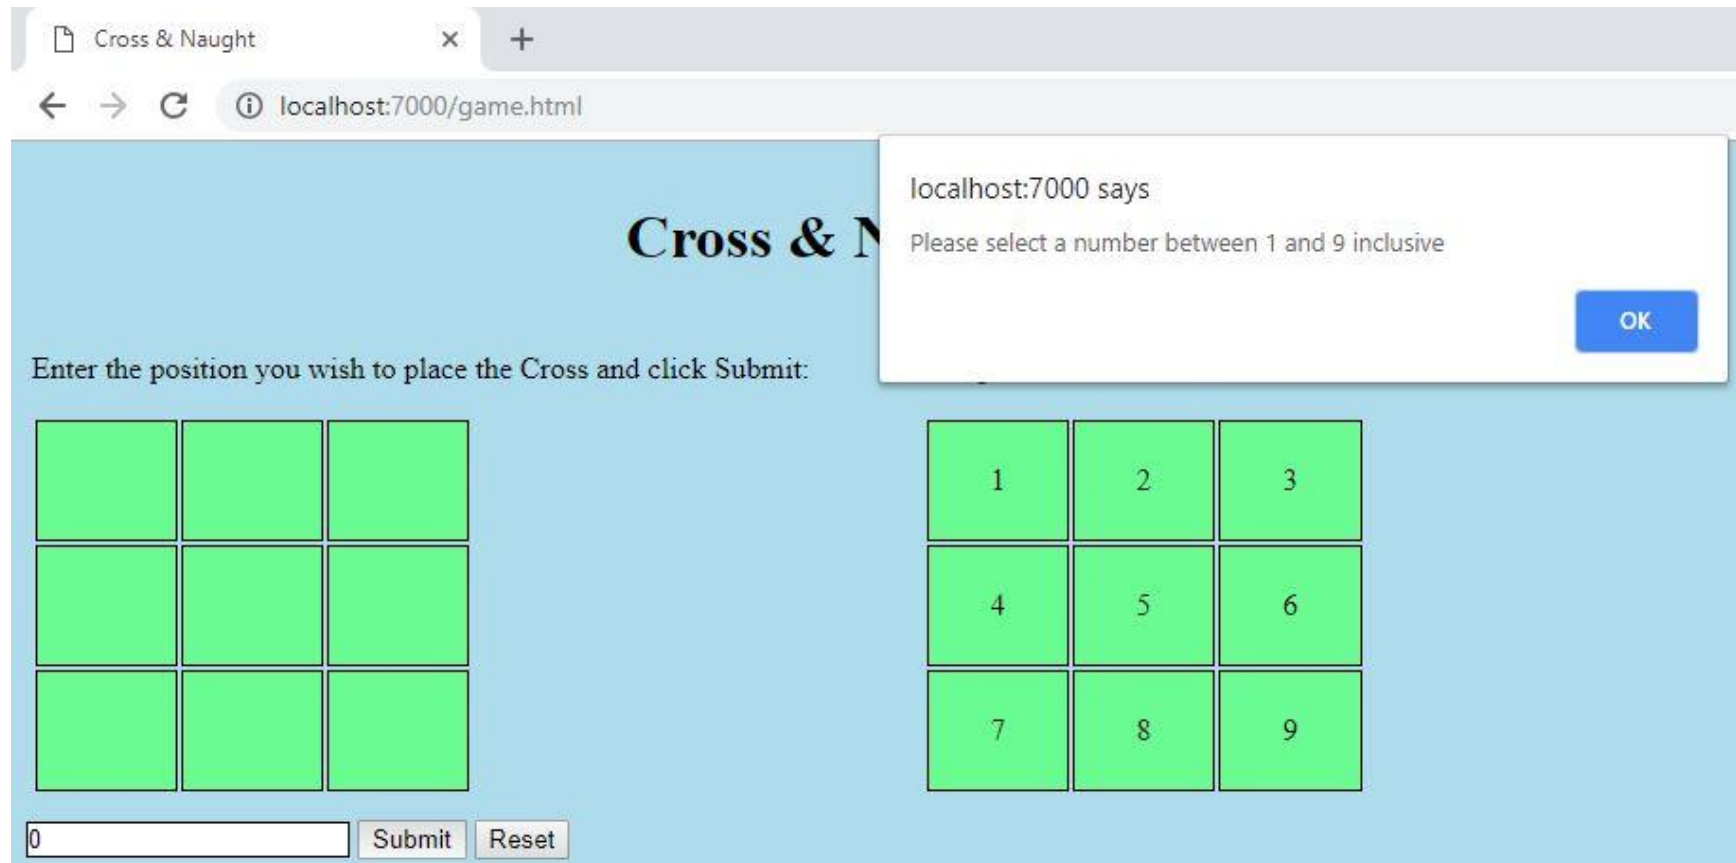 Cross & Naught
localhost:7000/game.html
localhost:7000 says
Please select a number between 1 and 9 inclusive
OK
Cross &
Enter the position you wish to place the Cross and click Submit:
1 2 3
4 5 6
7 8 9
0 Submit Reset